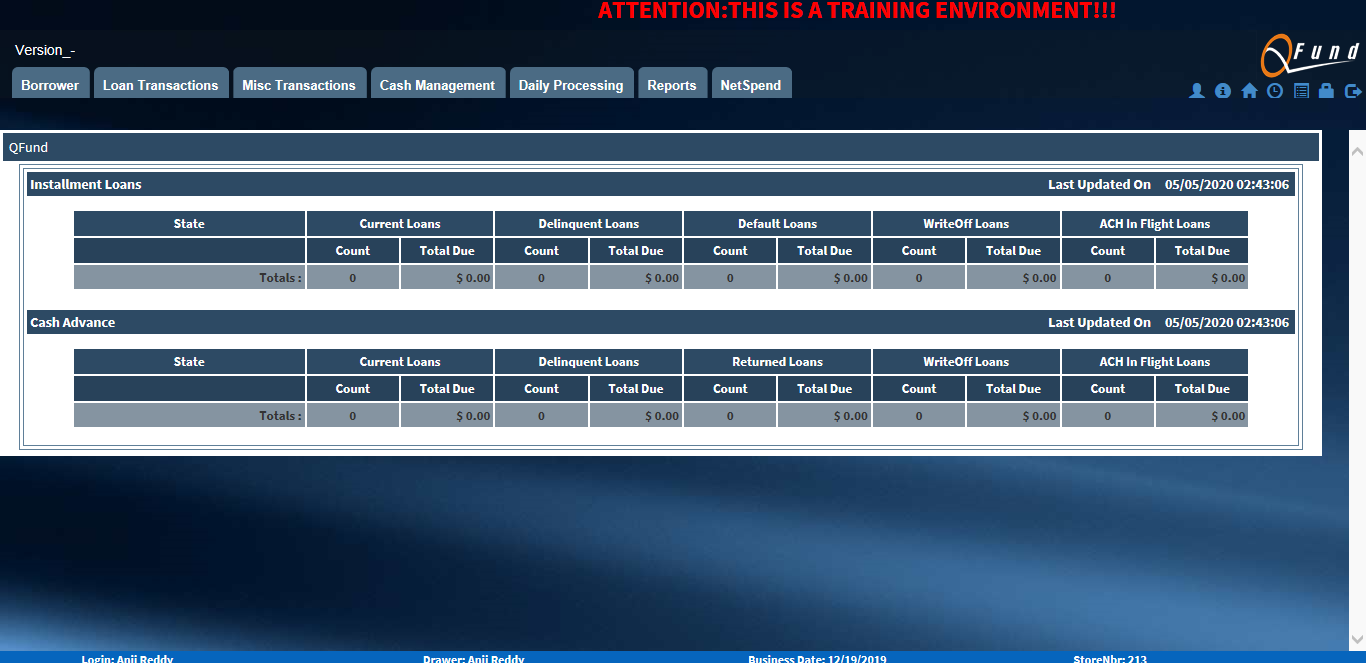 ATTENTION:THIS IS A TRAINING ENVIRONMENT!!!
Version_-
QFund
Borrower Loan Transactions Misc Transactions Cash Management Daily Processing Reports NetSpend
QFund
Installment Loans Last Updated On 05/05/2020 02:43:06
State Current Loans Delinquent Loans Default Loans WriteOff Loans ACH In Flight Loans
Count Total Due Count Total Due Count Total Due Count Total Due Count Total Due
Totals : 0 $ 0.00 0 $ 0.00 0 $ 0.00 0 $ 0.00 0 $ 0.00
Cash Advance Last Updated On 05/05/2020 02:43:06
State Current Loans Delinquent Loans Returned Loans WriteOff Loans ACH In Flight Loans
Count Total Due Count Total Due Count Total Due Count Total Due Count Total Due
Totals : 0 $ 0.00 0 $ 0.00 0 $ 0.00 0 $ 0.00 0 $ 0.00
Login: Anji Reddy Drawer: Anji Reddy Business Date: 12/19/2019 StoreNbr: 213